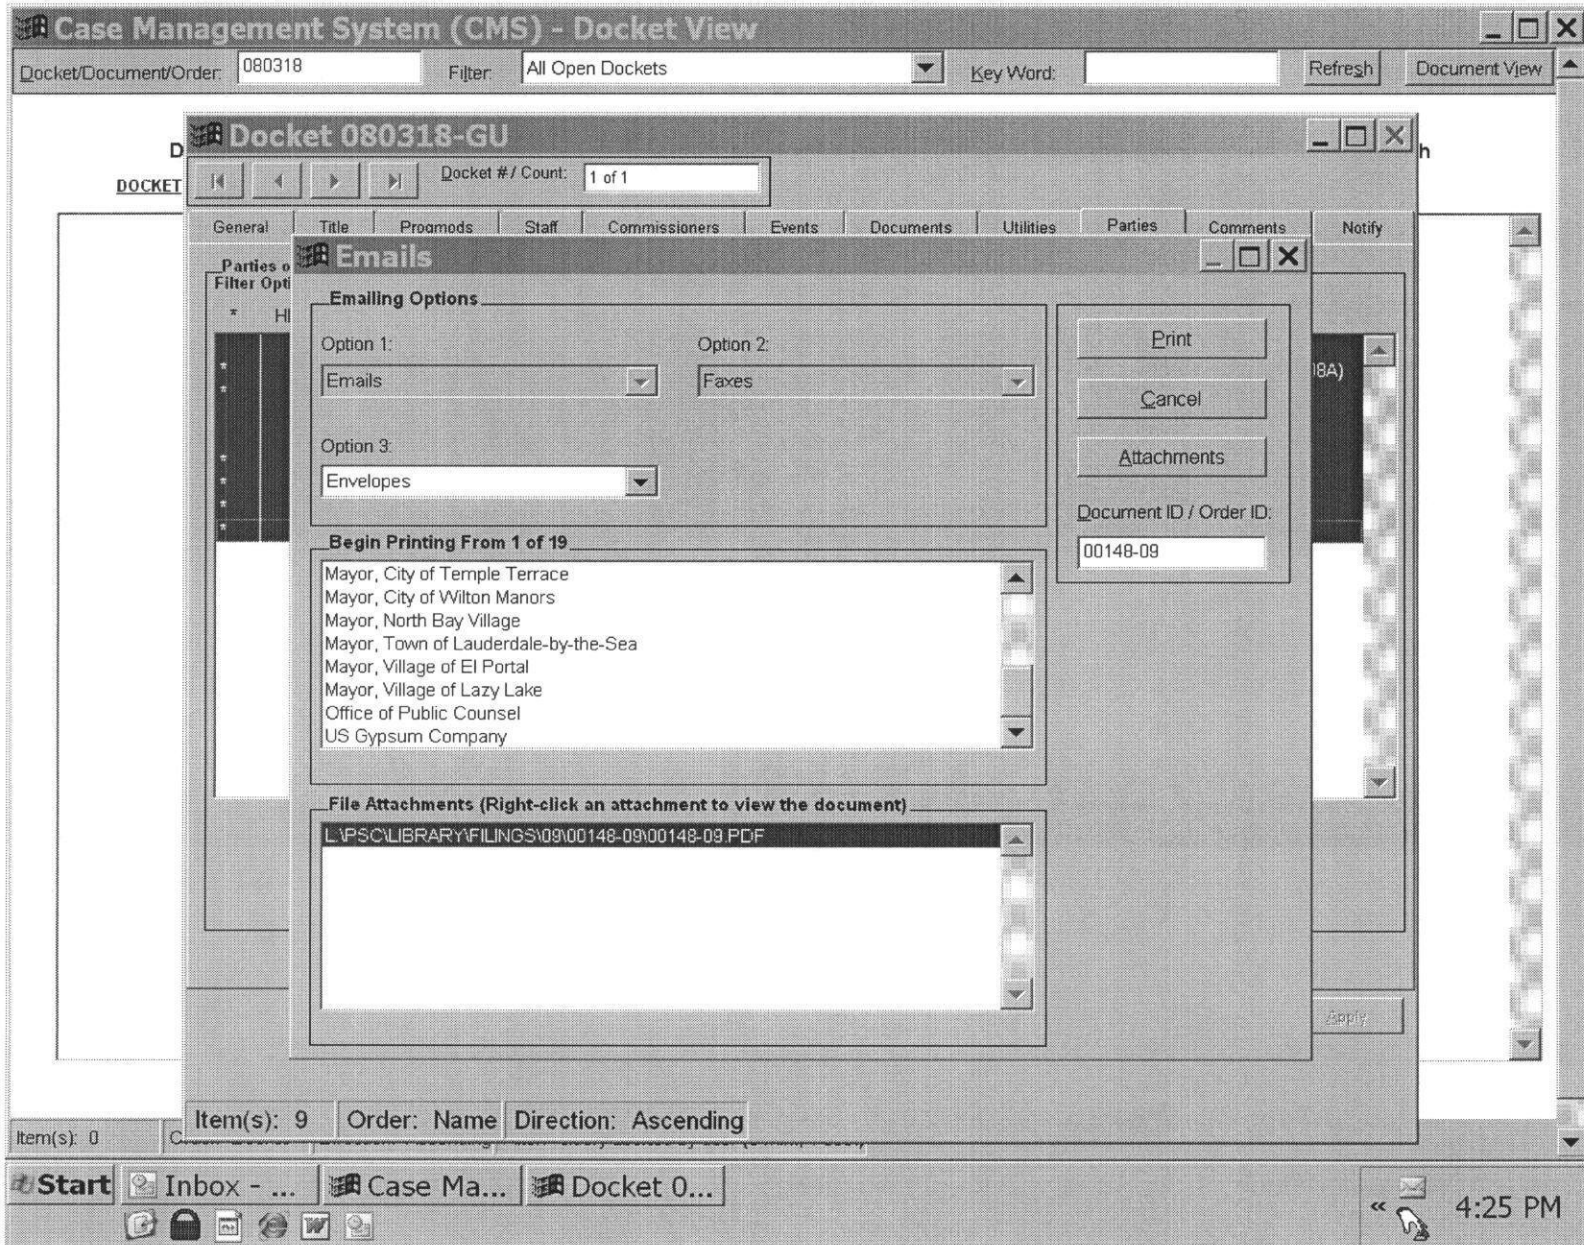 Case Management System (CMS) - Docket View
Docket/Document/Order: 080318 Filter: All Open Dockets Key Word: Refresh Document View
Docket 080318-GU
D h
DOCKET
Docket # / Count: 1 of 1
General Title Progmods Staff Commissioners Events Documents Utilities Parties Comments Notify
Parties o
Filter Opti
* HI
Emails
Emailing Options
Option 1: Option 2:
Emails Faxes
Option 3:
Envelopes
Print
Cancel
Attachments
Document ID / Order ID:
00148-09
18A)
Begin Printing From 1 of 19
Mayor, City of Temple Terrace
Mayor, City of Wilton Manors
Mayor, North Bay Village
Mayor, Town of Lauderdale-by-the-Sea
Mayor, Village of El Portal
Mayor, Village of Lazy Lake
Office of Public Counsel
US Gypsum Company
File Attachments (Right-click an attachment to view the document)
L:\PSC\LIBRARY\FILINGS\09\00148-09\00148-09.PDF
Apply
Item(s): 9 Order: Name Direction: Ascending
Item(s): 0
Start Inbox - ... Case Ma... Docket 0...
« 4:25 PM